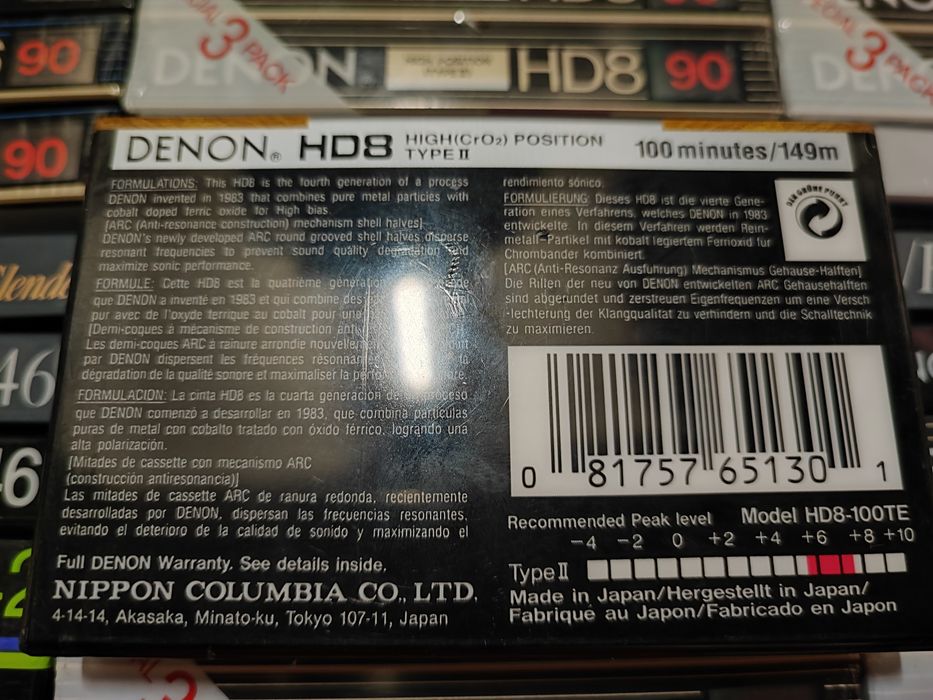 90
SPECIAL 3 PACK
DENON HD8 90
SPECIAL 3 PACK
90
DENON® HD8 HIGH(CrO₂) POSITION
TYPE II
100 minutes/149m
FORMULATIONS: This HD8 is the fourth generation of a process
DENON invented in 1983 that combines pure metal particles with
cobalt doped ferric oxide for High bias.
[ARC (Anti-resonance construction) mechanism shell halves]
DENON's newly developed ARC round grooved shell halves disperse
resonant frequencies to prevent sound quality degradation and
maximize sonic performance.
FORMULE: Cette HD8 est la quatrième génération
que DENON a inventé en 1983 et qui combine des
pur avec de l'oxyde ferrique au cobalt pour une
[Demi-coques à mécanisme de construction
Les demi-coques ARC à rainure arrondie
par DENON dispersent les fréquences
dégradation de la qualité sonore et maximaliser la
FORMULACION: La cinta HD8 es la cuarta generación de un proceso
que DENON comenzó a desarrollar en 1983, que combina partículas
puras de metal con cobalto tratado con óxido férrico, logrando una
alta polarización.
[Mitades de cassette con mecanismo ARC
(construcción antiresonancia)]
Las mitades de cassette ARC de ranura redonda, recientemente
desarrolladas por DENON, dispersan las frecuencias resonantes,
evitando el deterioro de la calidad de sonido y maximizando el
rendimiento sónico.
FORMULIERUNG: Dieses HD8 ist die vierte Gene-
ration eines Verfahrens, welches DENON in 1983
entwickelte. In diesem Verfahren werden Rein-
metall-Partikel mit kobalt legiertem Ferrioxid für
Chrombander kombiniert.
[ARC (Anti-Resonanz Ausfuhrung) Mechanismus Gehause-Halften]
Die Rillen der neu von DENON entwickelten ARC Gehausehalften
sind abgerundet und zerstreuen Eigenfrequenzen um eine Versch
-lechterung der Klangqualitat zu verhindern und die Schalltechnik
zu maximieren.
DER GRÜNE PUNKT
0 81757 65130 1
Full DENON Warranty. See details inside.
NIPPON COLUMBIA CO., LTD.
4-14-14, Akasaka, Minato-ku, Tokyo 107-11, Japan
Recommended Peak level Model HD8-100TE
−4 −2 0 +2 +4 +6 +8 +10
Type II
Made in Japan/Hergestellt in Japan/
Fabriqué au Japon/Fabricado en Japon
46
3